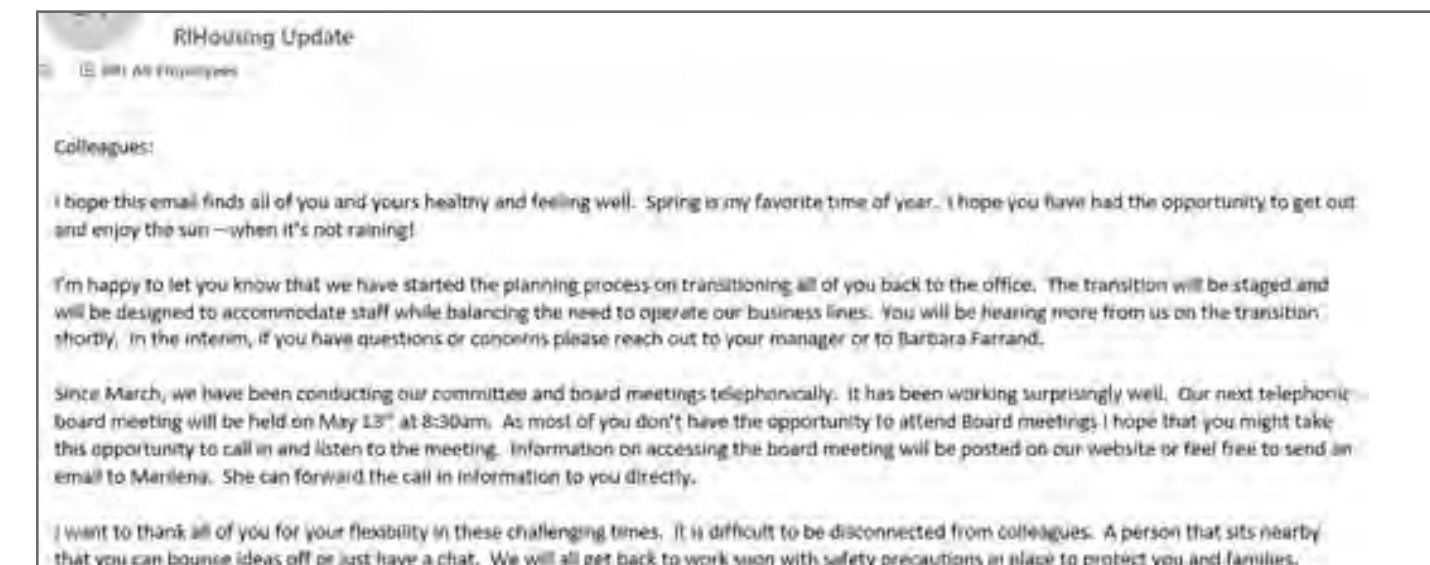 RIHousing Update
All Employees
Colleagues:
I hope this email finds all of you and yours healthy and feeling well. Spring is my favorite time of year. I hope you have had the opportunity to get out
and enjoy the sun – when it's not raining!
I'm happy to let you know that we have started the planning process on transitioning all of you back to the office. The transition will be staged and
will be designed to accommodate staff while balancing the need to operate our business lines. You will be hearing more from us on the transition
shortly. In the interim, if you have questions or concerns please reach out to your manager or to Barbara Farrand.
Since March, we have been conducting our committee and board meetings telephonically. It has been working surprisingly well. Our next telephonic
board meeting will be held on May 13th at 8:30am. As most of you don't have the opportunity to attend Board meetings I hope that you might take
this opportunity to call in and listen to the meeting. Information on accessing the board meeting will be posted on our website or feel free to send an
email to Marilena. She can forward the call in information to you directly.
I want to thank all of you for your flexibility in these challenging times. It is difficult to be disconnected from colleagues. A person that sits nearby
that you can bounce ideas off or just have a chat. We will all get back to work soon with safety precautions in place to protect you and families.